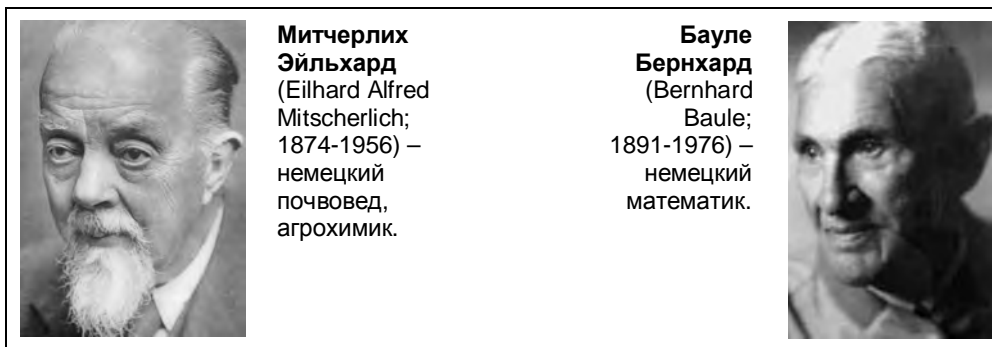 Митчерлих
Эйльхард
(Eilhard Alfred
Mitscherlich;
1874-1956) –
немецкий
почвовед,
агрохимик.
Бауле
Бернхард
(Bernhard
Baule;
1891-1976) –
немецкий
математик.